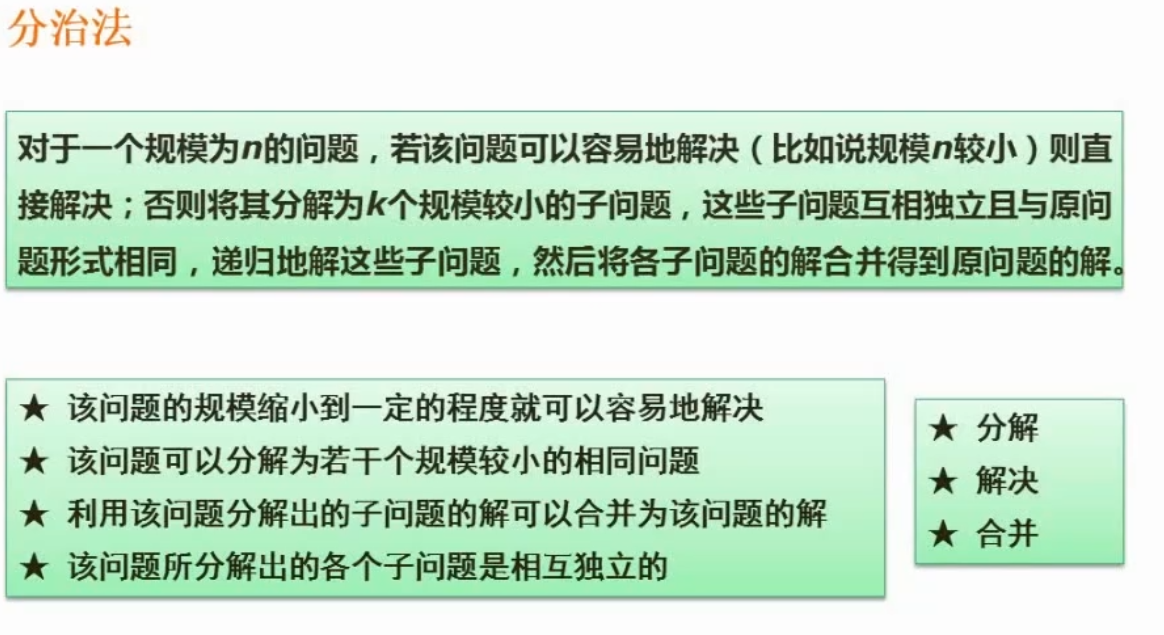 分治法
对于一个规模为n的问题，若该问题可以容易地解决（比如说规模n较小）则直
接解决；否则将其分解为k个规模较小的子问题，这些子问题互相独立且与原问
题形式相同，递归地解这些子问题，然后将各子问题的解合并得到原问题的解。
★ 该问题的规模缩小到一定的程度就可以容易地解决
★ 该问题可以分解为若干个规模较小的相同问题
★ 利用该问题分解出的子问题的解可以合并为该问题的解
★ 该问题所分解出的各个子问题是相互独立的
★ 分解
★ 解决
★ 合并